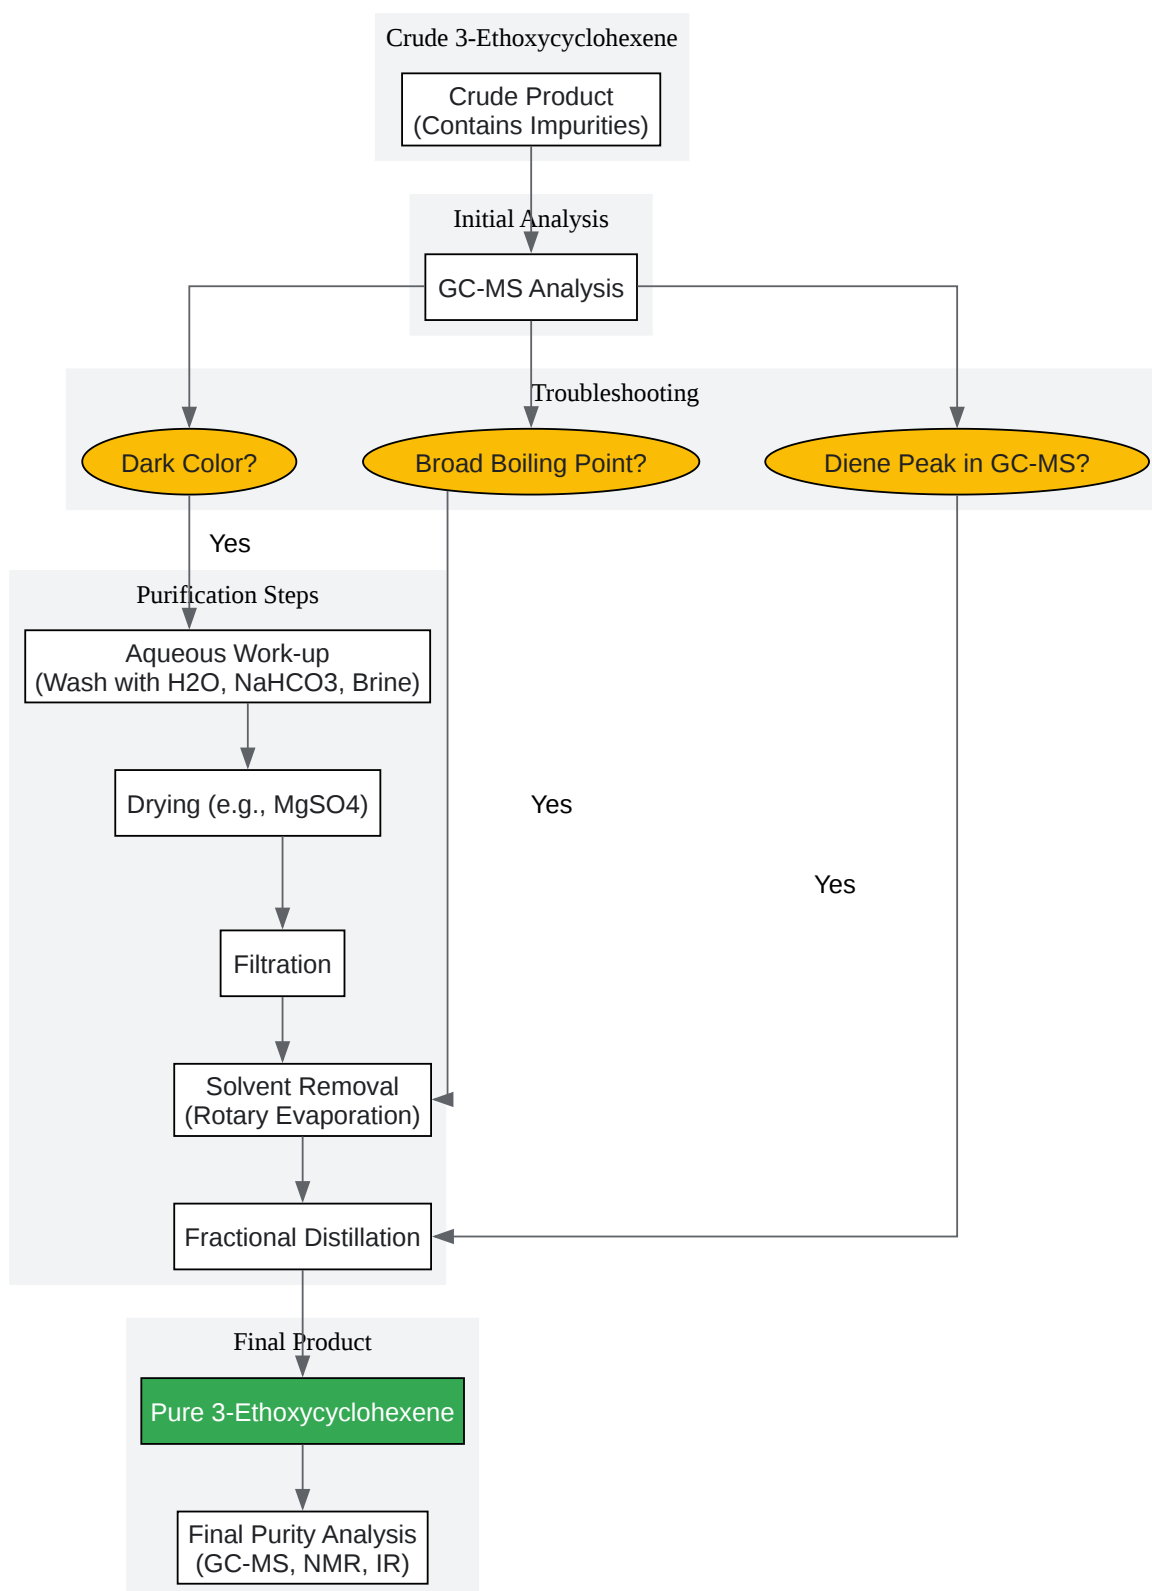 Crude 3-Ethoxycyclohexene
Crude Product
(Contains Impurities)
Initial Analysis
GC-MS Analysis
Troubleshooting
Dark Color?
Broad Boiling Point?
Diene Peak in GC-MS?
Yes
Purification Steps
Aqueous Work-up
(Wash with H2O, NaHCO3, Brine)
Drying (e.g., MgSO4)
Yes
Yes
Filtration
Solvent Removal
(Rotary Evaporation)
Fractional Distillation
Final Product
Pure 3-Ethoxycyclohexene
Final Purity Analysis
(GC-MS, NMR, IR)